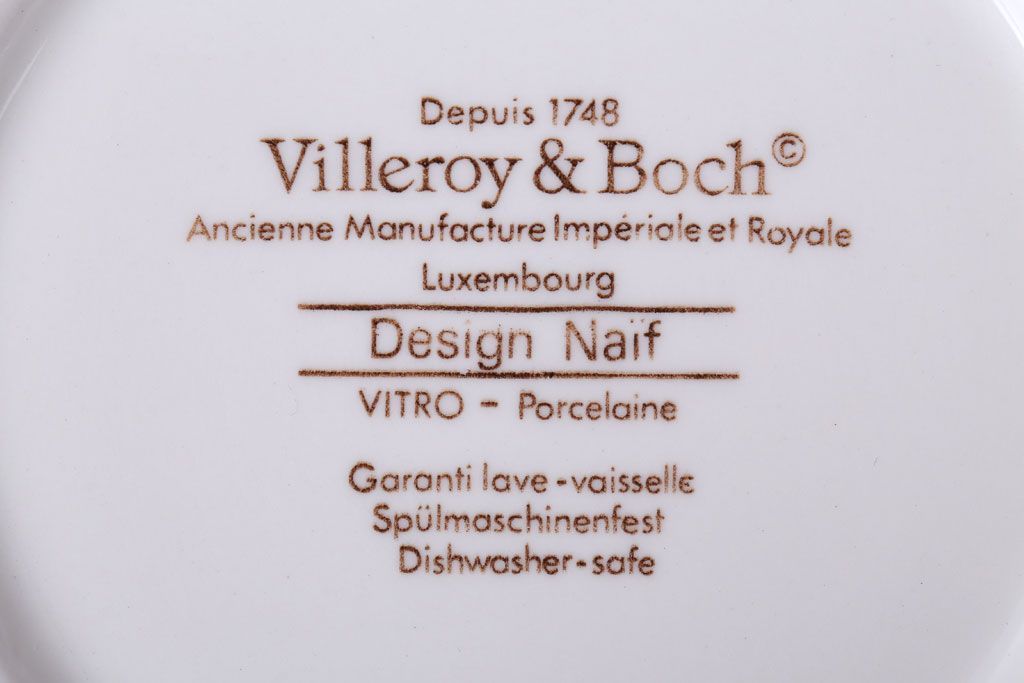 Depuis 1748
Villeroy & Boch©
Ancienne Manufacture Impériale et Royale
Luxembourg
Design Naïf
VITRO - Porcelaine
Garanti lave-vaisselle
Spülmaschinenfest
Dishwasher-safe